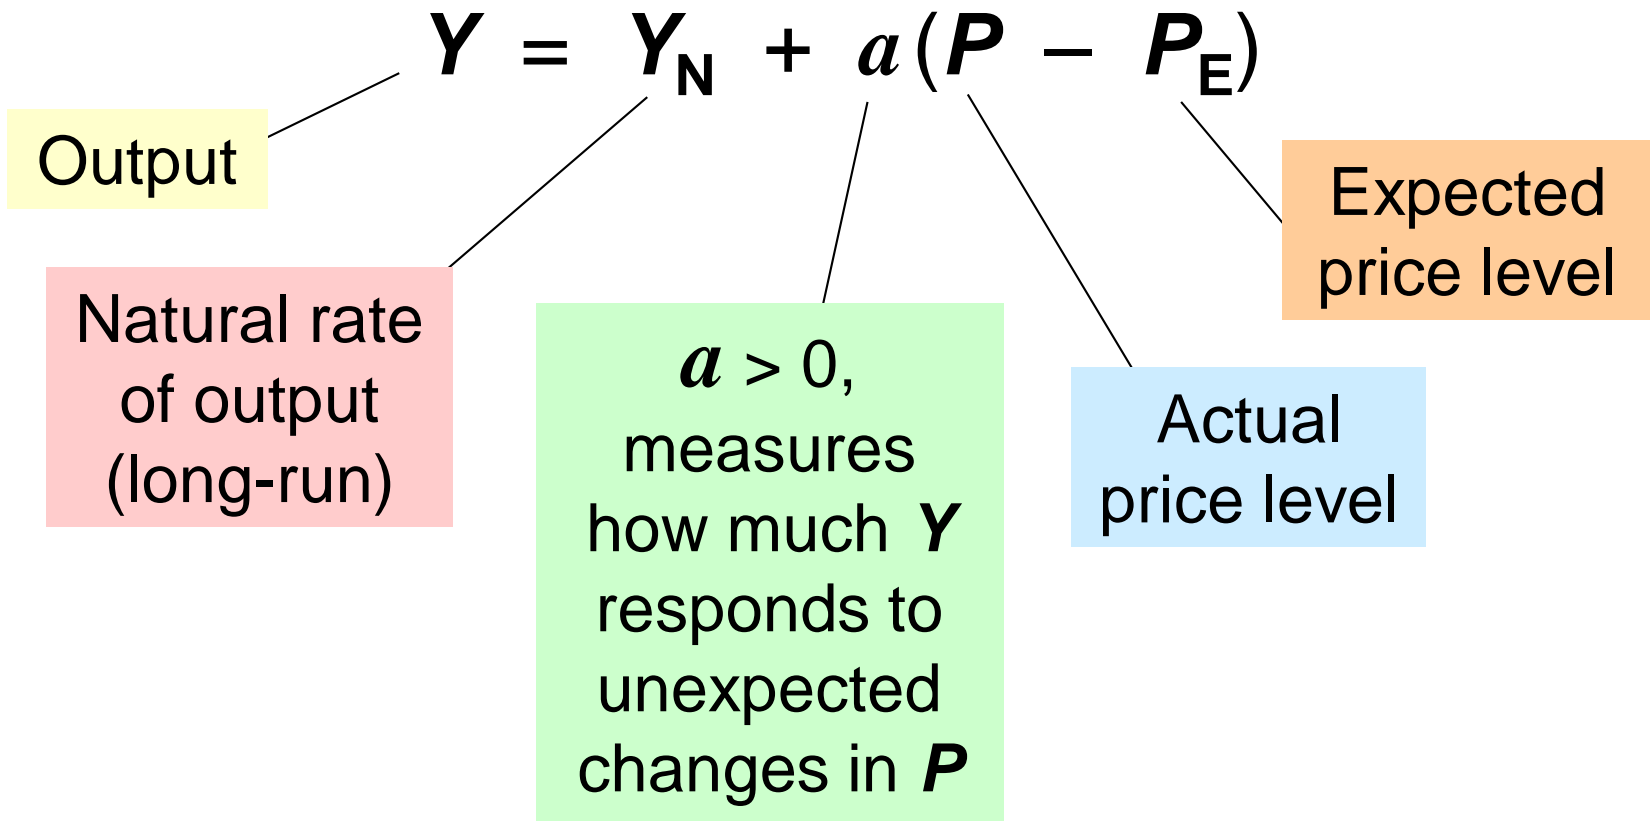 Y = YN + a(P – PE)
Output
Natural rate
of output
(long-run)
a > 0,
measures
how much Y
responds to
unexpected
changes in P
Actual
price level
Expected
price level